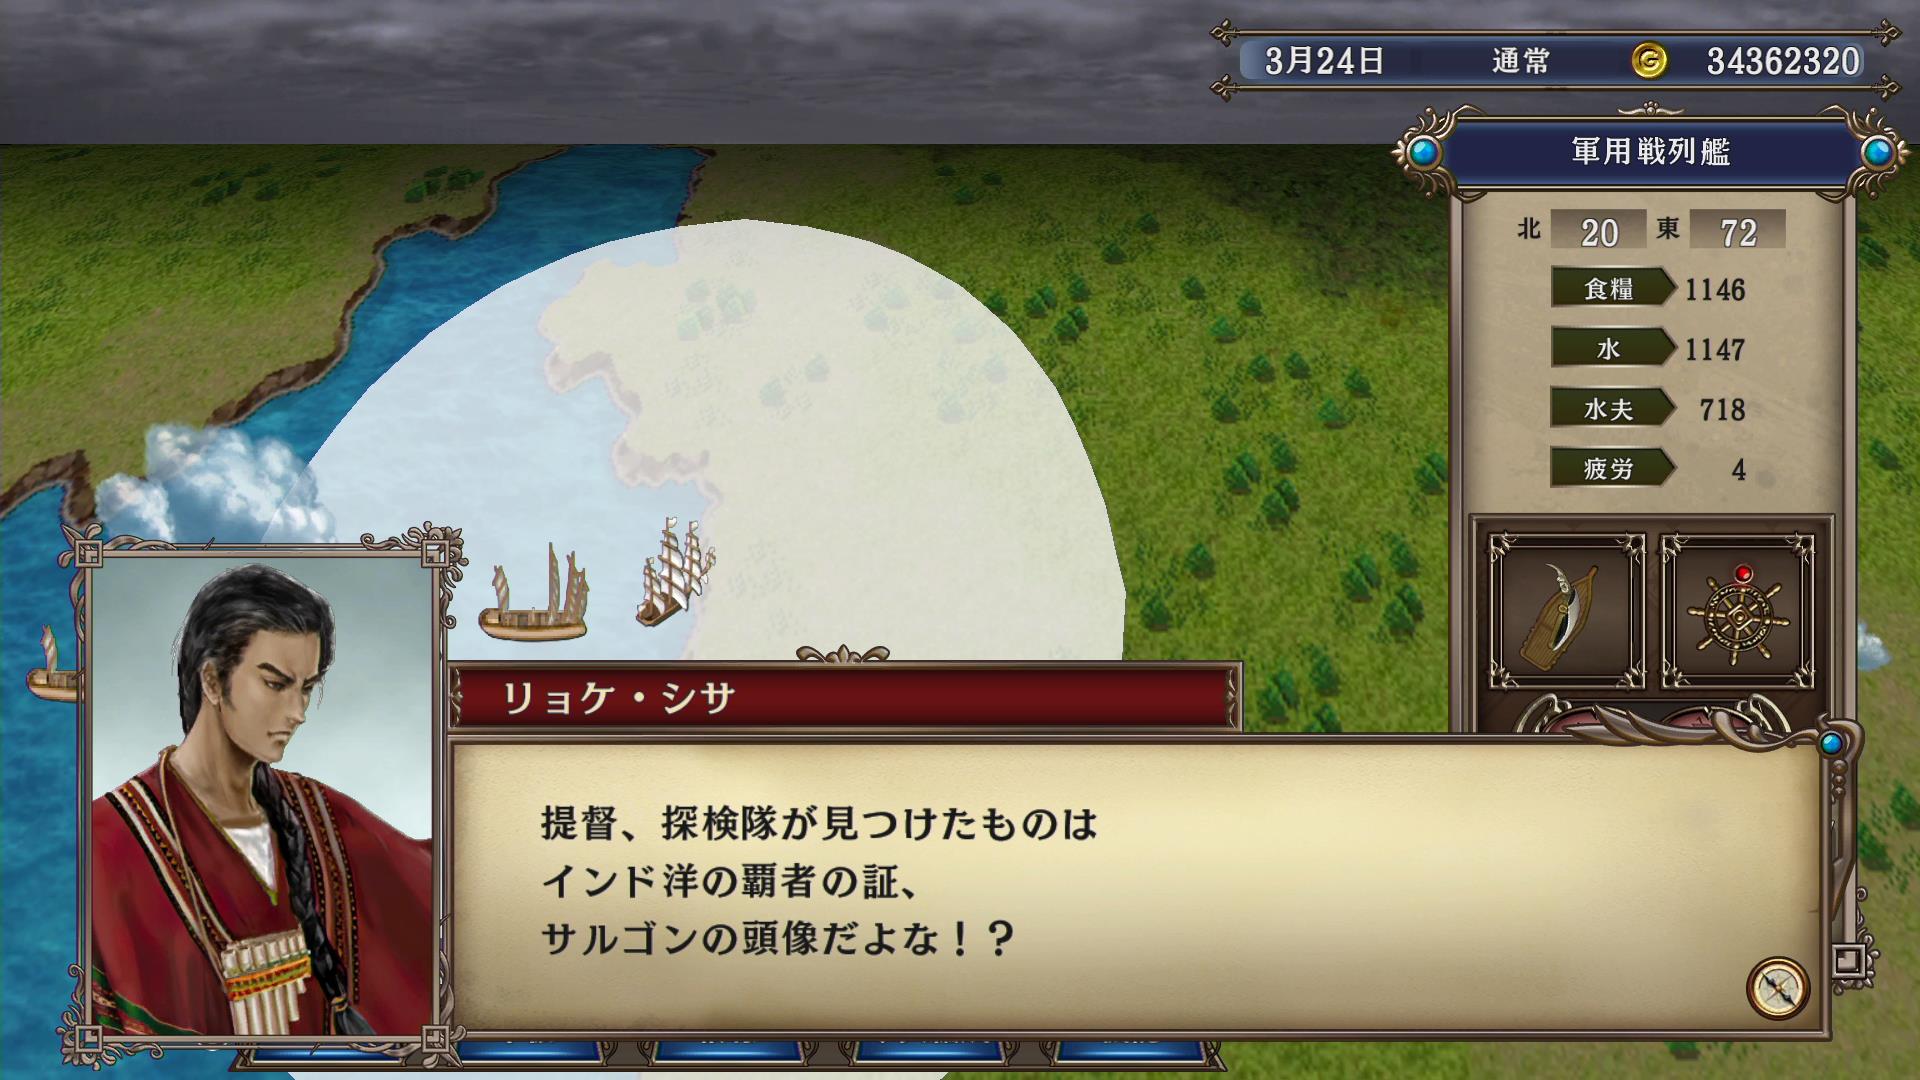 3月24日 通常 34362320
軍用戦列艦
北 20 東 72
食糧 1146
水 1147
水夫 718
疲労 4
リョケ・シサ
提督、探検隊が見つけたものは
インド洋の覇者の証、
サルゴンの頭像だよな！？